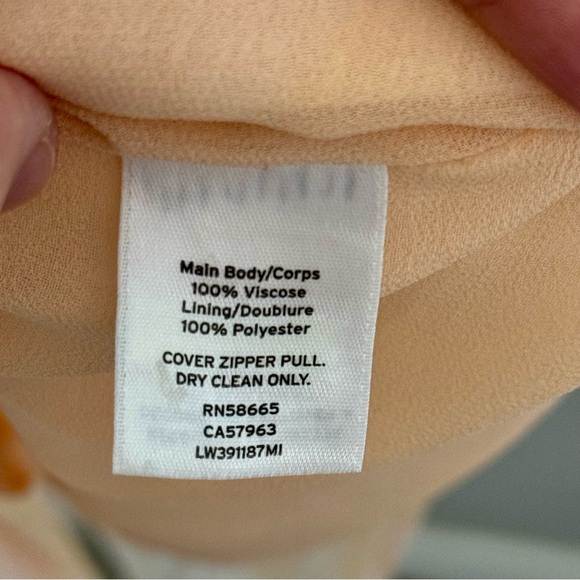 Main Body/Corps
100% Viscose
Lining/Doublure
100% Polyester
COVER ZIPPER PULL.
DRY CLEAN ONLY.
RN58665
CA57963
LW391187MI